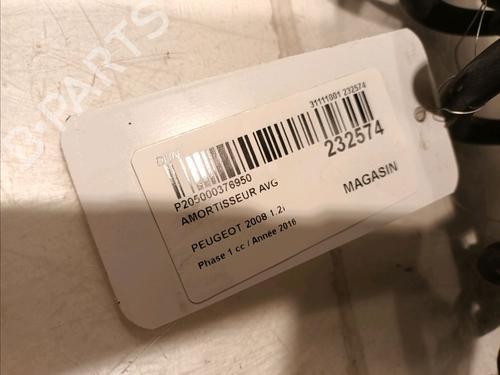 B-PARTS
31111001 232574
232574
P205000376950
AMORTISSEUR AVG
MAGASIN
PEUGEOT 2008 1.2i
Phase 1 cc / Année 2016